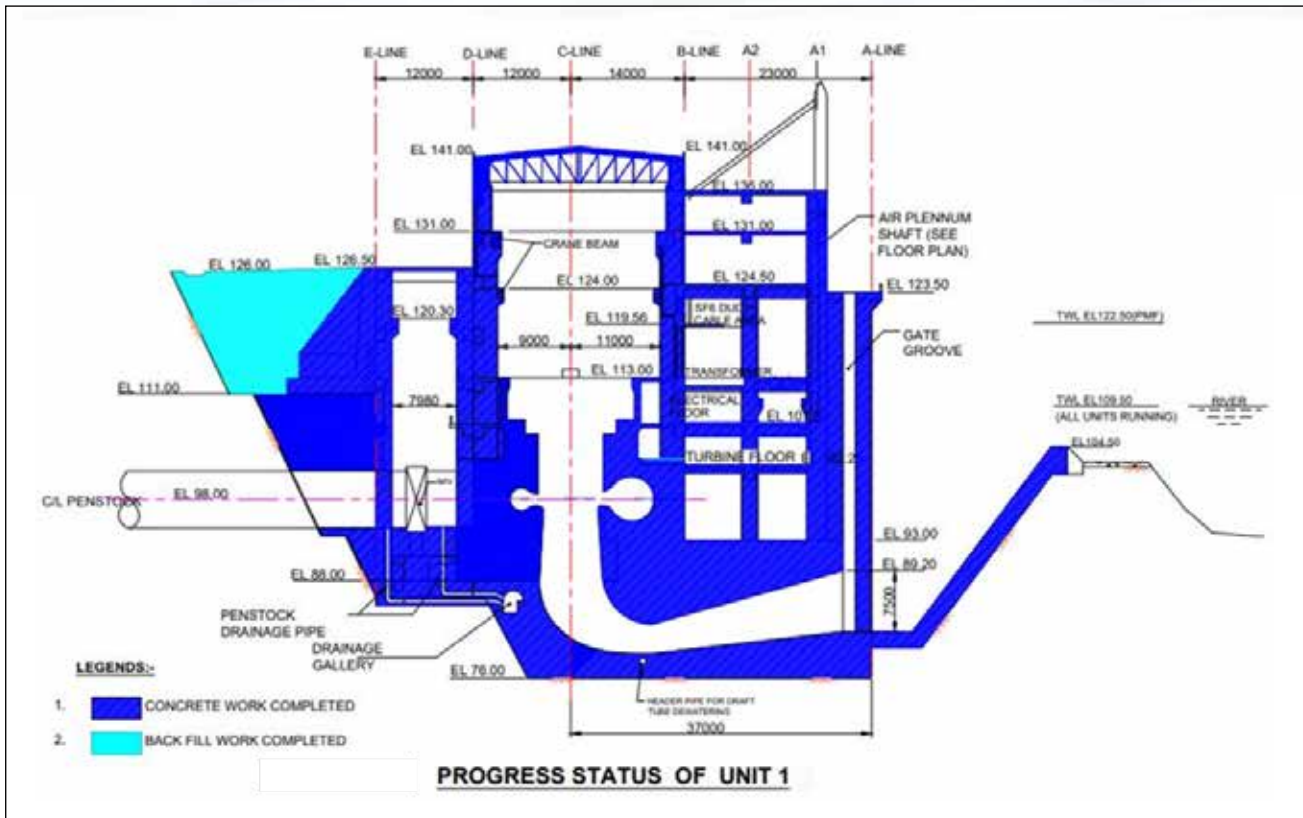 E-LINE
D-LINE
C-LINE
B-LINE
A2
A1
A-LINE
12000
12000
14000
23000
EL 141.00
EL 141.00
EL 136.00
EL 131.00
EL 131.00
CRANE BEAM
AIR PLENNUM
SHAFT (SEE
FLOOR PLAN)
EL 126.00
EL 126.50
EL 124.00
EL 124.50
EL 123.50
EL 120.30
EL 119.56
SF6
CABLE AREA
TWL EL122.50(PMF)
9000
11000
GATE
GROOVE
EL 113.00
TRANSFORMER
EL 111.00
7980
ELECTRICAL
FLOOR
TWL EL109.50
(ALL UNITS RUNNING)
RIVER
EL104.50
TURBINE FLOOR
C/L PENSTOCK
EL 98.00
EL 93.00
EL 89.20
EL 88.00
7500
PENSTOCK
DRAINAGE PIPE
DRAINAGE
GALLERY
EL 76.00
HEADER PIPE FOR DRAFT
TUBE DEWATERING
37000
LEGENDS:-
1. CONCRETE WORK COMPLETED
2. BACK FILL WORK COMPLETED
PROGRESS STATUS OF UNIT 1